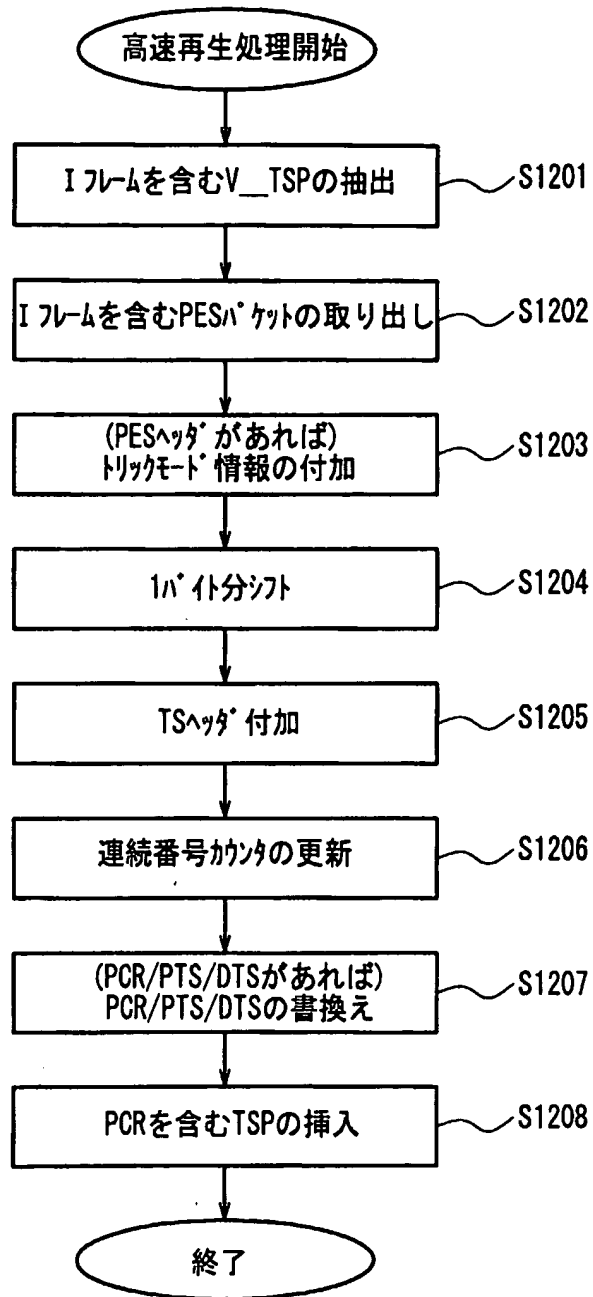 高速再生処理開始
I ﾌﾚｰﾑを含むV__TSPの抽出
S1201
I ﾌﾚｰﾑを含むPESﾊﾟｹｯﾄの取り出し
S1202
(PESﾍｯﾀﾞがあれば)
ﾄﾘｯｸﾓｰﾄﾞ情報の付加
S1203
1ﾊﾞｲﾄ分ｼﾌﾄ
S1204
TSﾍｯﾀﾞ付加
S1205
連続番号ｶｳﾝﾀの更新
S1206
(PCR/PTS/DTSがあれば)
PCR/PTS/DTSの書換え
S1207
PCRを含むTSPの挿入
S1208
終了